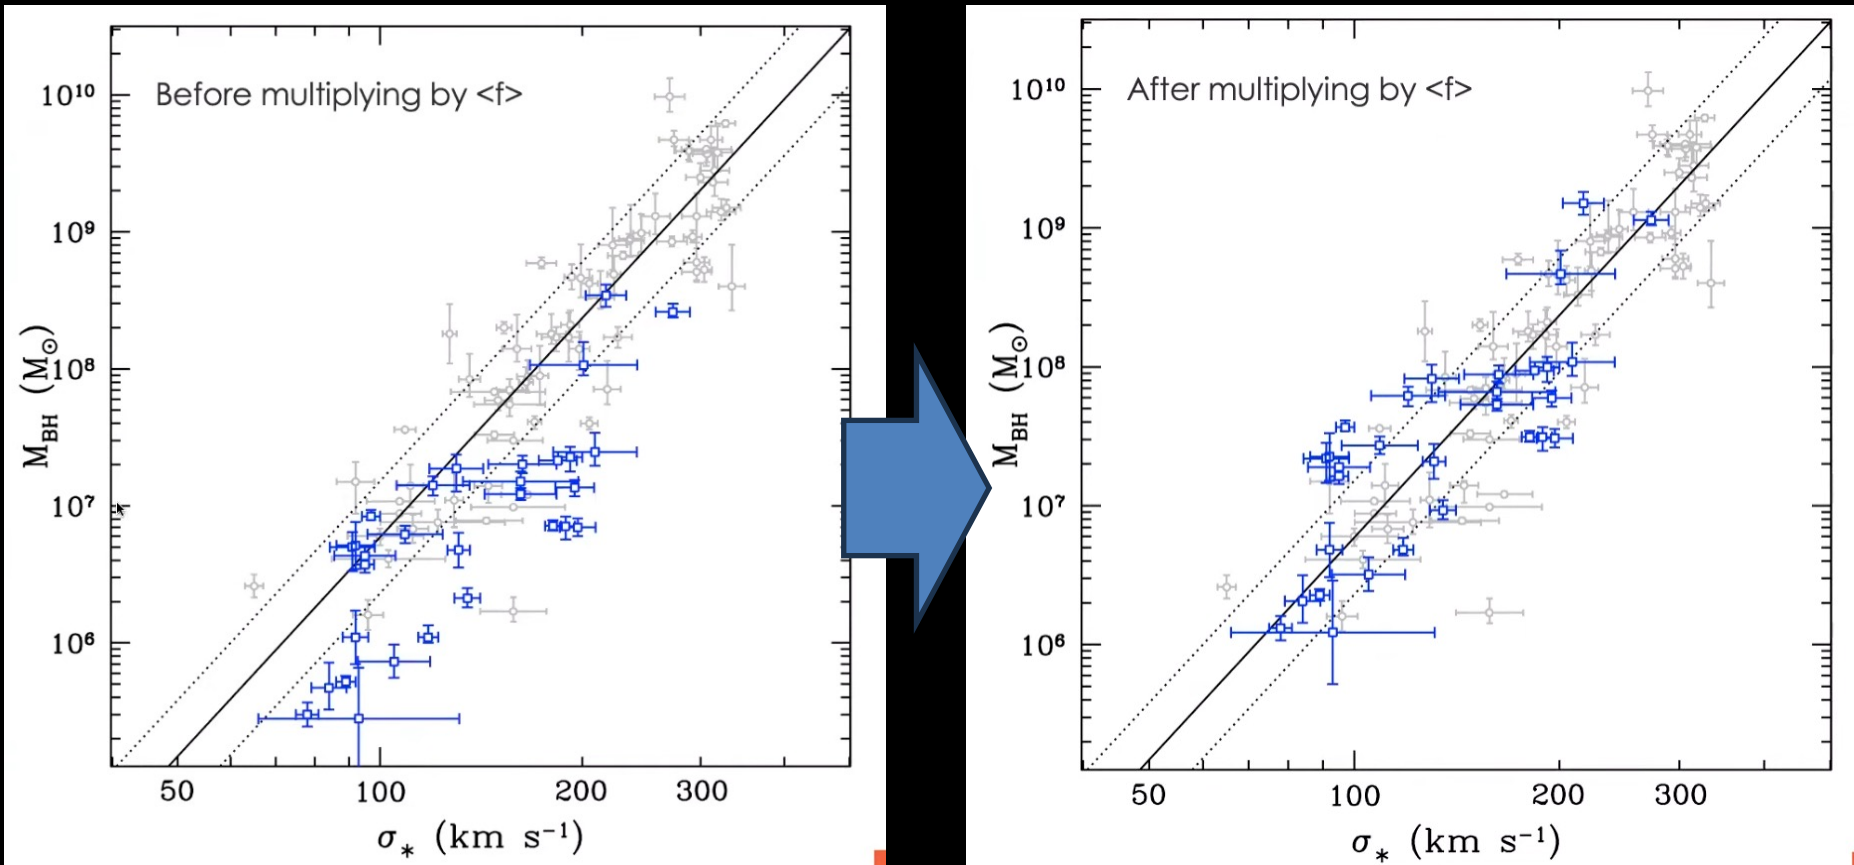 Before multiplying by <f>
10¹⁰
10⁹
10⁸
10⁷
10⁶
M_BH (M_⊙)
50 100 200 300
σ_* (km s⁻¹)
After multiplying by <f>
10¹⁰
10⁹
10⁸
10⁷
10⁶
M_BH (M_⊙)
50 100 200 300
σ_* (km s⁻¹)